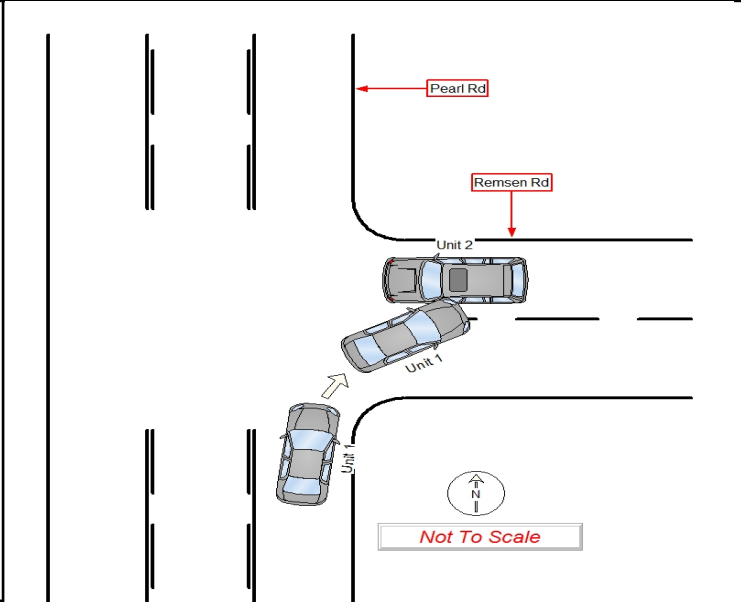 Pearl Rd
Remsen Rd
Unit 2
Unit 1
Unit 1
N
Not To Scale